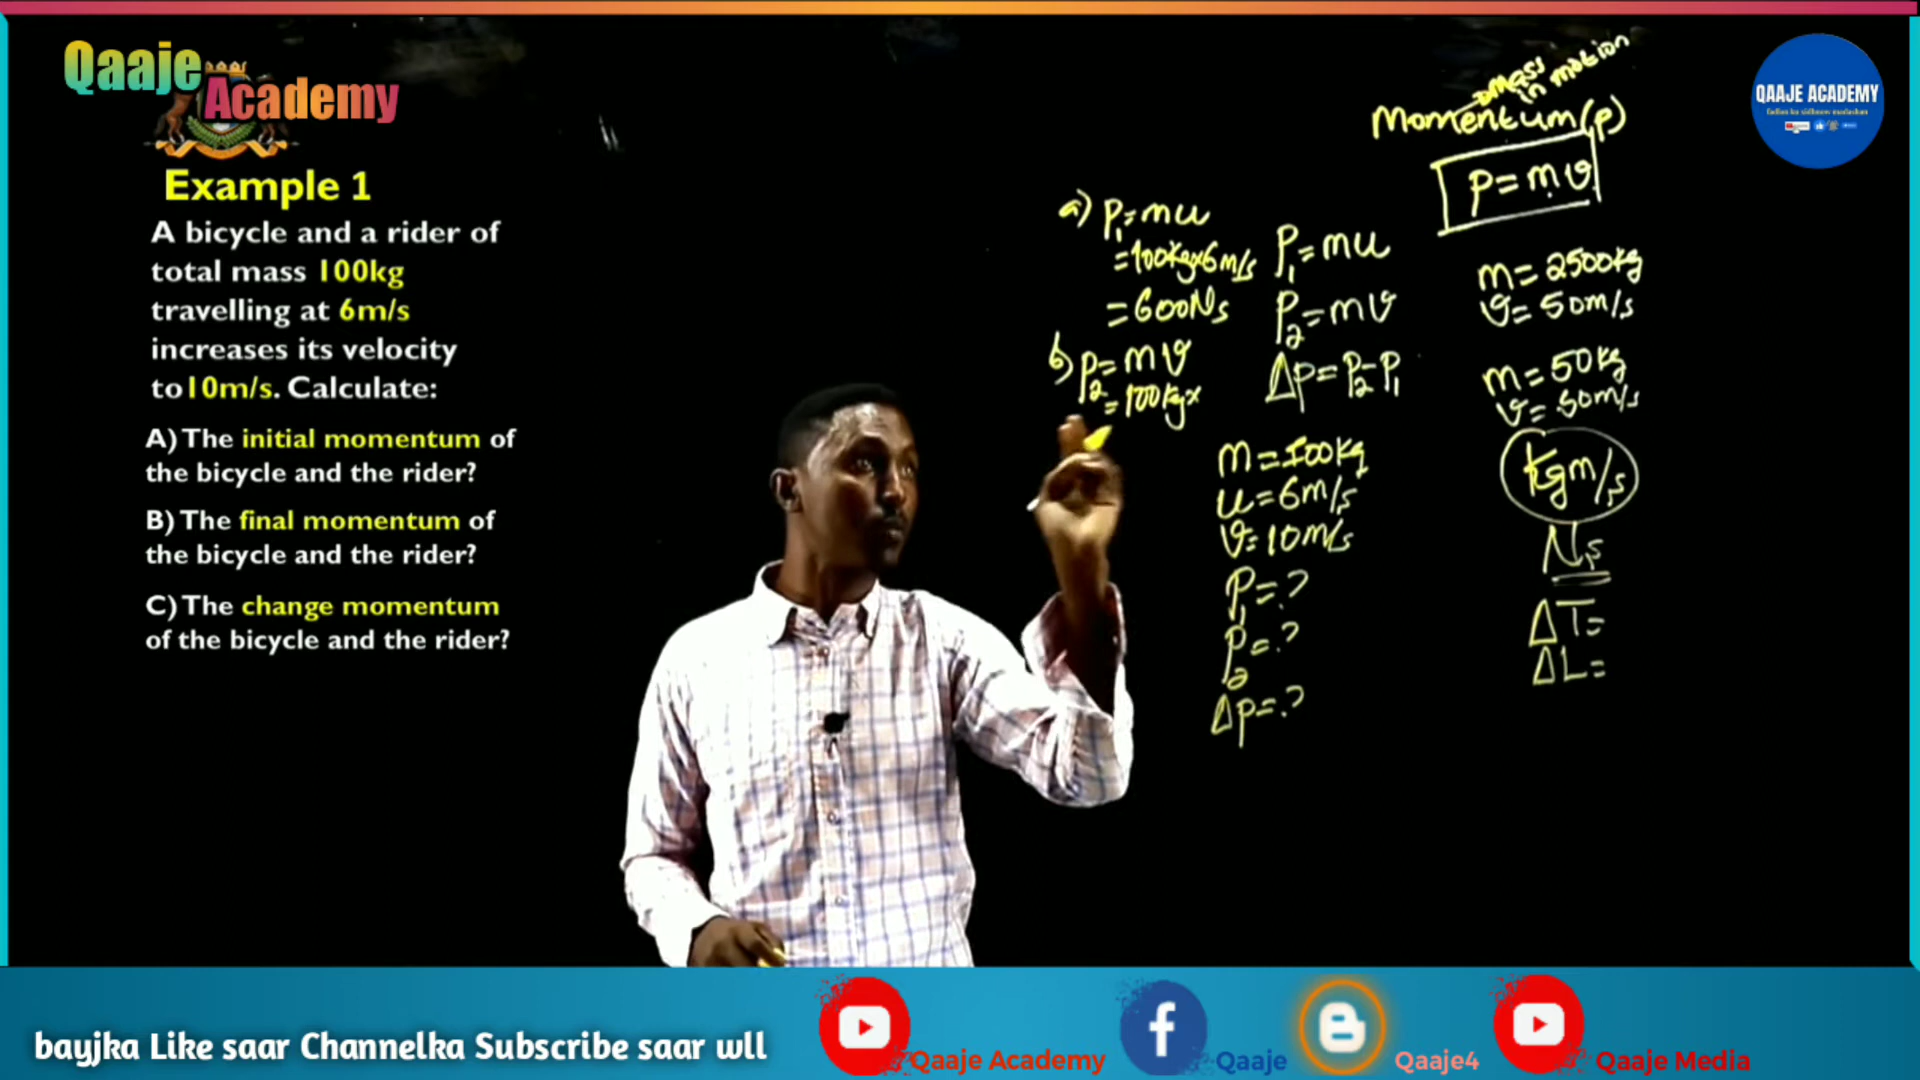 Qaaje
Academy
Example 1
A bicycle and a rider of
total mass 100kg
travelling at 6m/s
increases its velocity
to10m/s. Calculate:
A) The initial momentum of
the bicycle and the rider?
B) The final momentum of
the bicycle and the rider?
C) The change momentum
of the bicycle and the rider?
a) P₁=mu
=100kg×6m/s
=600Ns
b) P₂=mv
=100kg×
P₁=mu
P₂=mv
Δp=P₂-P₁
m=100kg
u=6m/s
v=10m/s
P₁=?
P₂=?
Δp=?
mass
in motion
Momentum(p)
P=mv
m=2500kg
v=50m/s
m=50kg
v=50m/s
kgm/s
Ns
ΔT=
ΔL=
QAAJE ACADEMY
bayjka Like saar Channelka Subscribe saar wll
Qaaje Academy
Qaaje
Qaaje4
Qaaje Media